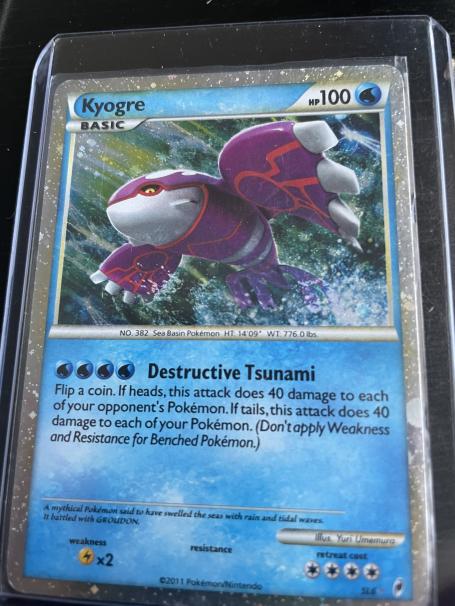 Kyogre HP100
BASIC
NO. 382 Sea Basin Pokémon HT: 14'09" WT: 776.0 lbs.
Destructive Tsunami
Flip a coin. If heads, this attack does 40 damage to each
of your opponent's Pokémon. If tails, this attack does 40
damage to each of your Pokémon. (Don't apply Weakness
and Resistance for Benched Pokémon.)
A mythical Pokémon said to have swelled the seas with rain and tidal waves.
It battled with GROUDON.
Illus. Yuri Umemura
weakness resistance retreat cost
x2
©2011 Pokémon/Nintendo
SL6